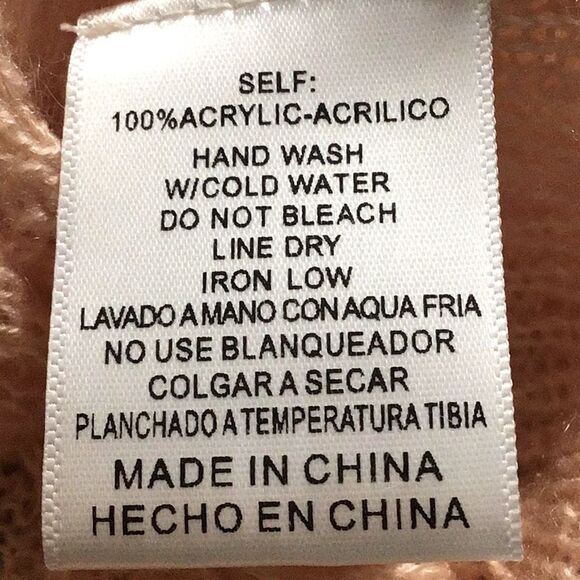 SELF:
100%ACRYLIC-ACRILICO
HAND WASH
W/COLD WATER
DO NOT BLEACH
LINE DRY
IRON LOW
LAVADO A MANO CON AQUA FRIA
NO USE BLANQUEADOR
COLGAR A SECAR
PLANCHADO A TEMPERATURA TIBIA
MADE IN CHINA
HECHO EN CHINA